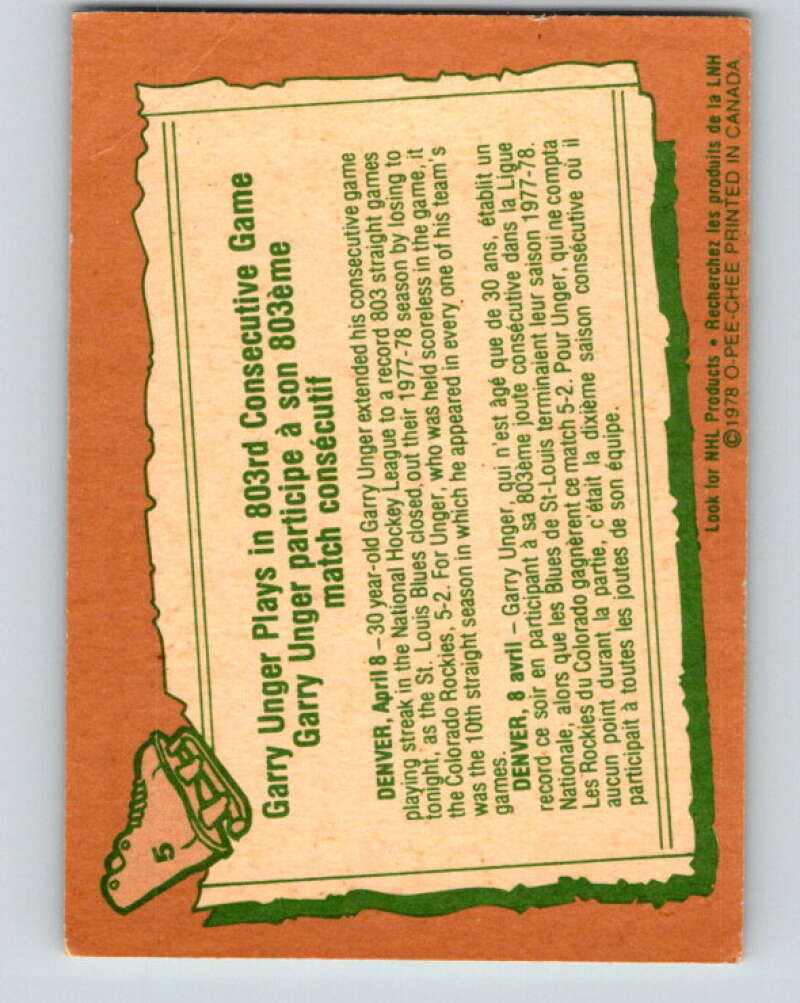 5
Garry Unger Plays in 803rd Consecutive Game
Garry Unger participe à son 803ème
match consécutif
DENVER, April 8 – 30 year-old Garry Unger extended his consecutive game
playing streak in the National Hockey League to a record 803 straight games
tonight, as the St. Louis Blues closed out their 1977-78 season by losing to
the Colorado Rockies, 5-2. For Unger, who was held scoreless in the game, it
was the 10th straight season in which he appeared in every one of his team's
games.
DENVER, 8 avril – Garry Unger, qui n'est âgé que de 30 ans, établit un
record ce soir en participant à sa 803ème joute consécutive dans la Ligue
Nationale, alors que les Blues de St-Louis terminaient leur saison 1977-78.
Les Rockies du Colorado gagnèrent ce match 5-2. Pour Unger, qui ne compta
aucun point durant la partie, c'était la dixième saison consécutive où il
participait à toutes les joutes de son équipe.
Look for NHL Products • Recherchez les produits de la LNH
©1978 O-PEE-CHEE PRINTED IN CANADA